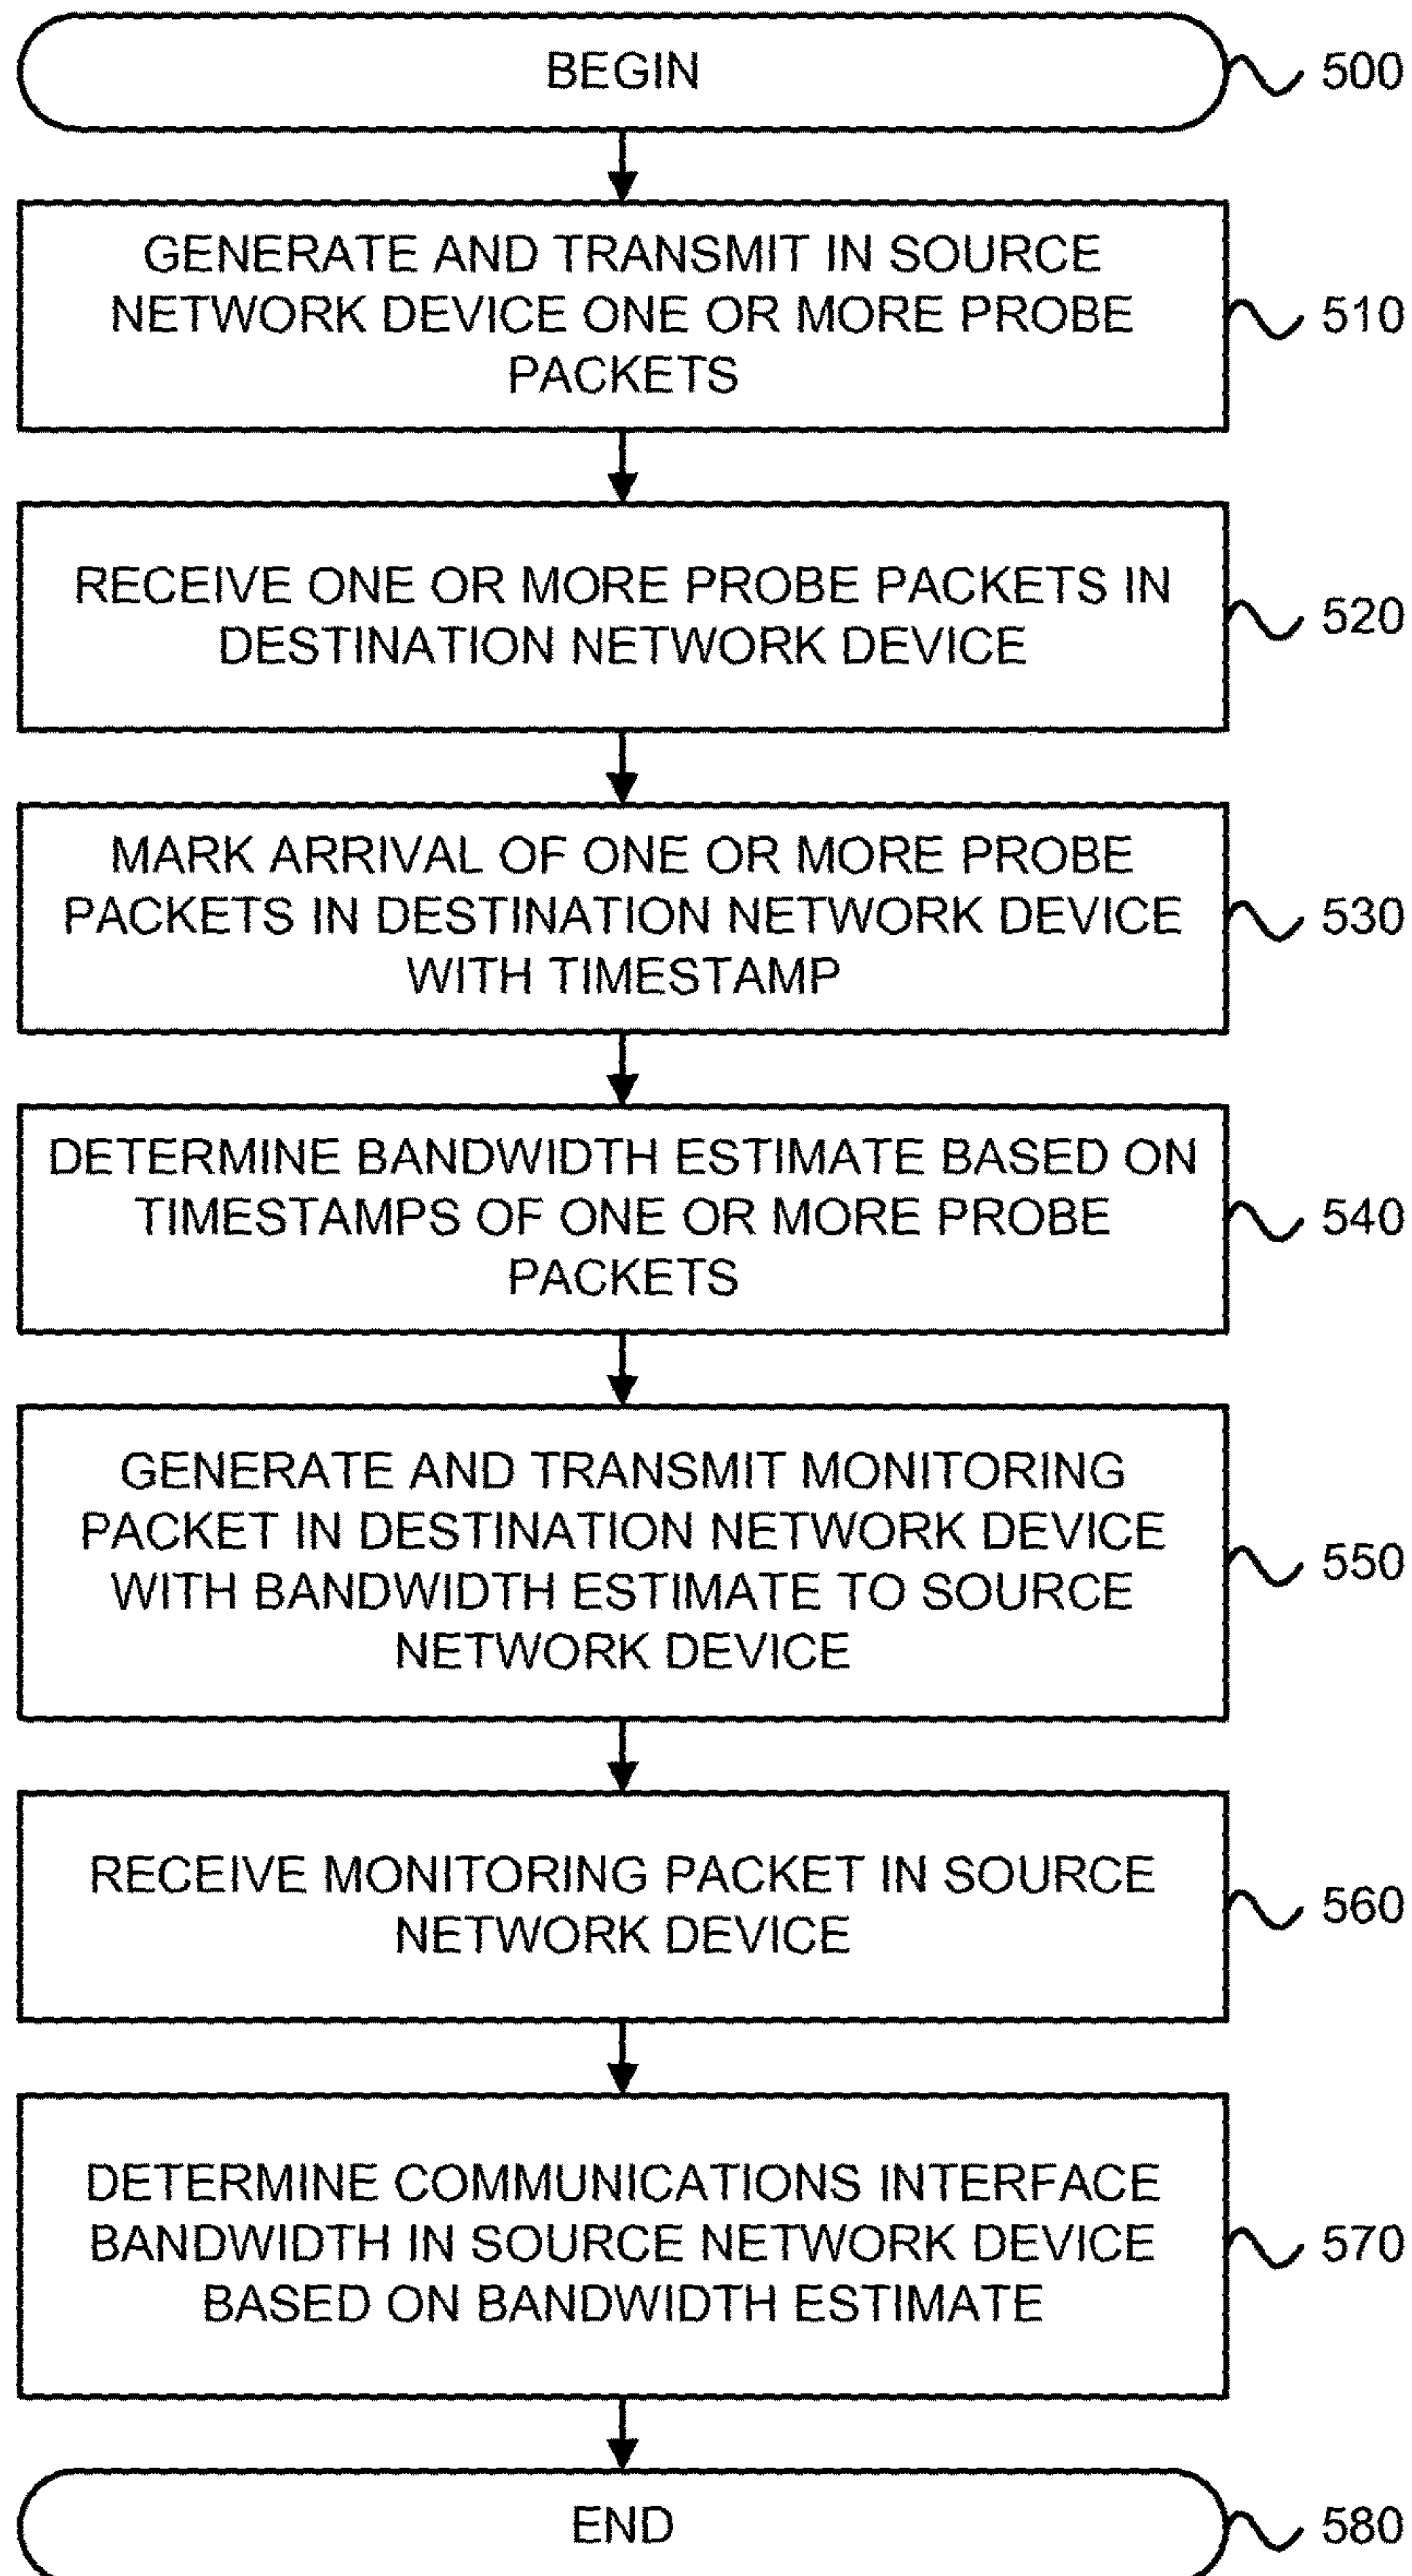 BEGIN
500
GENERATE AND TRANSMIT IN SOURCE
NETWORK DEVICE ONE OR MORE PROBE
PACKETS
510
RECEIVE ONE OR MORE PROBE PACKETS IN
DESTINATION NETWORK DEVICE
520
MARK ARRIVAL OF ONE OR MORE PROBE
PACKETS IN DESTINATION NETWORK DEVICE
WITH TIMESTAMP
530
DETERMINE BANDWIDTH ESTIMATE BASED ON
TIMESTAMPS OF ONE OR MORE PROBE
PACKETS
540
GENERATE AND TRANSMIT MONITORING
PACKET IN DESTINATION NETWORK DEVICE
WITH BANDWIDTH ESTIMATE TO SOURCE
NETWORK DEVICE
550
RECEIVE MONITORING PACKET IN SOURCE
NETWORK DEVICE
560
DETERMINE COMMUNICATIONS INTERFACE
BANDWIDTH IN SOURCE NETWORK DEVICE
BASED ON BANDWIDTH ESTIMATE
570
END
580